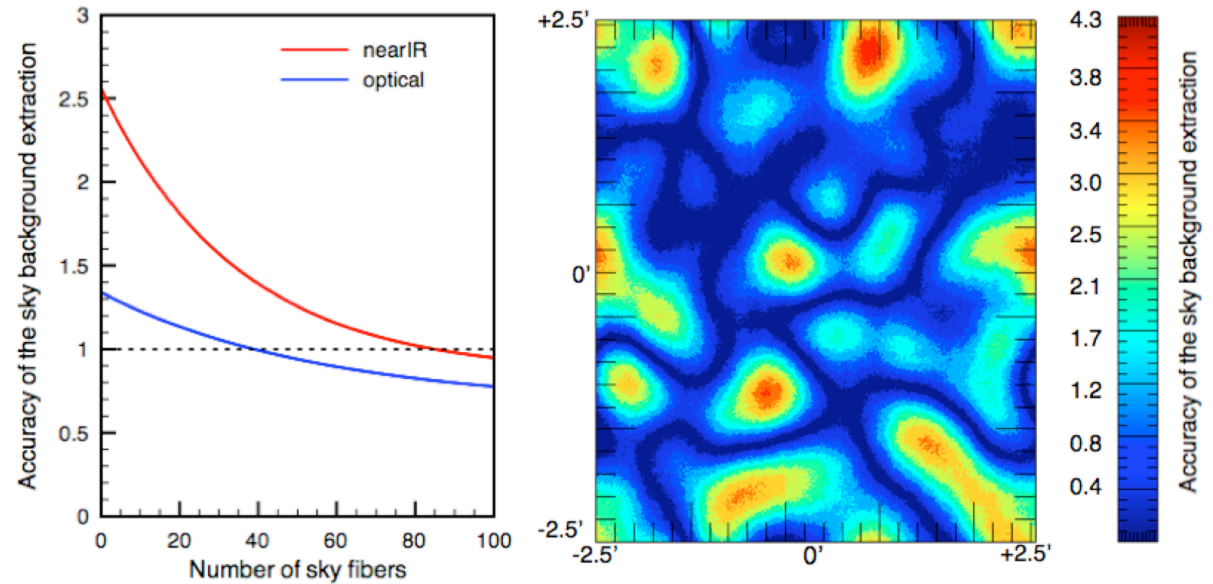 3
2.5
2
1.5
1
0.5
0
Accuracy of the sky background extraction
nearIR
optical
0 20 40 60 80 100
Number of sky fibers
+2.5'
0'
-2.5'
-2.5' 0' +2.5'
4.3
3.8
3.4
3.0
2.5
2.1
1.7
1.2
0.8
0.4
Accuracy of the sky background extraction